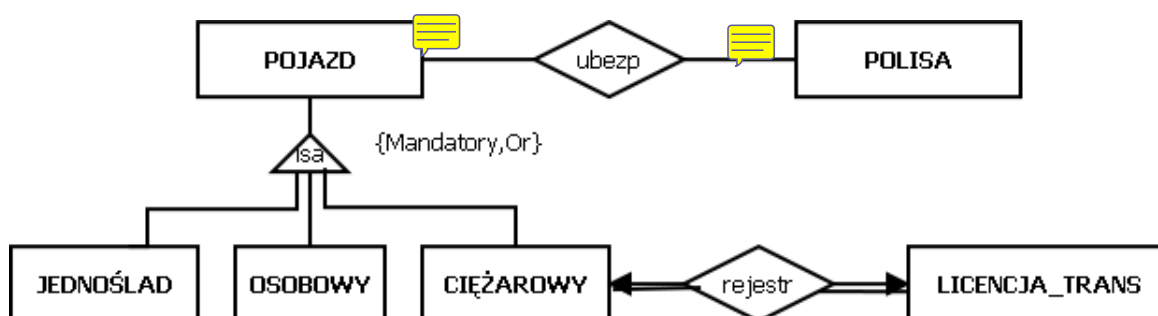 POJAZD
ubezp
POLISA
isa
{Mandatory,Or}
JEDNOŚLAD
OSOBOWY
CIĘŻAROWY
rejestr
LICENCJA_TRANS